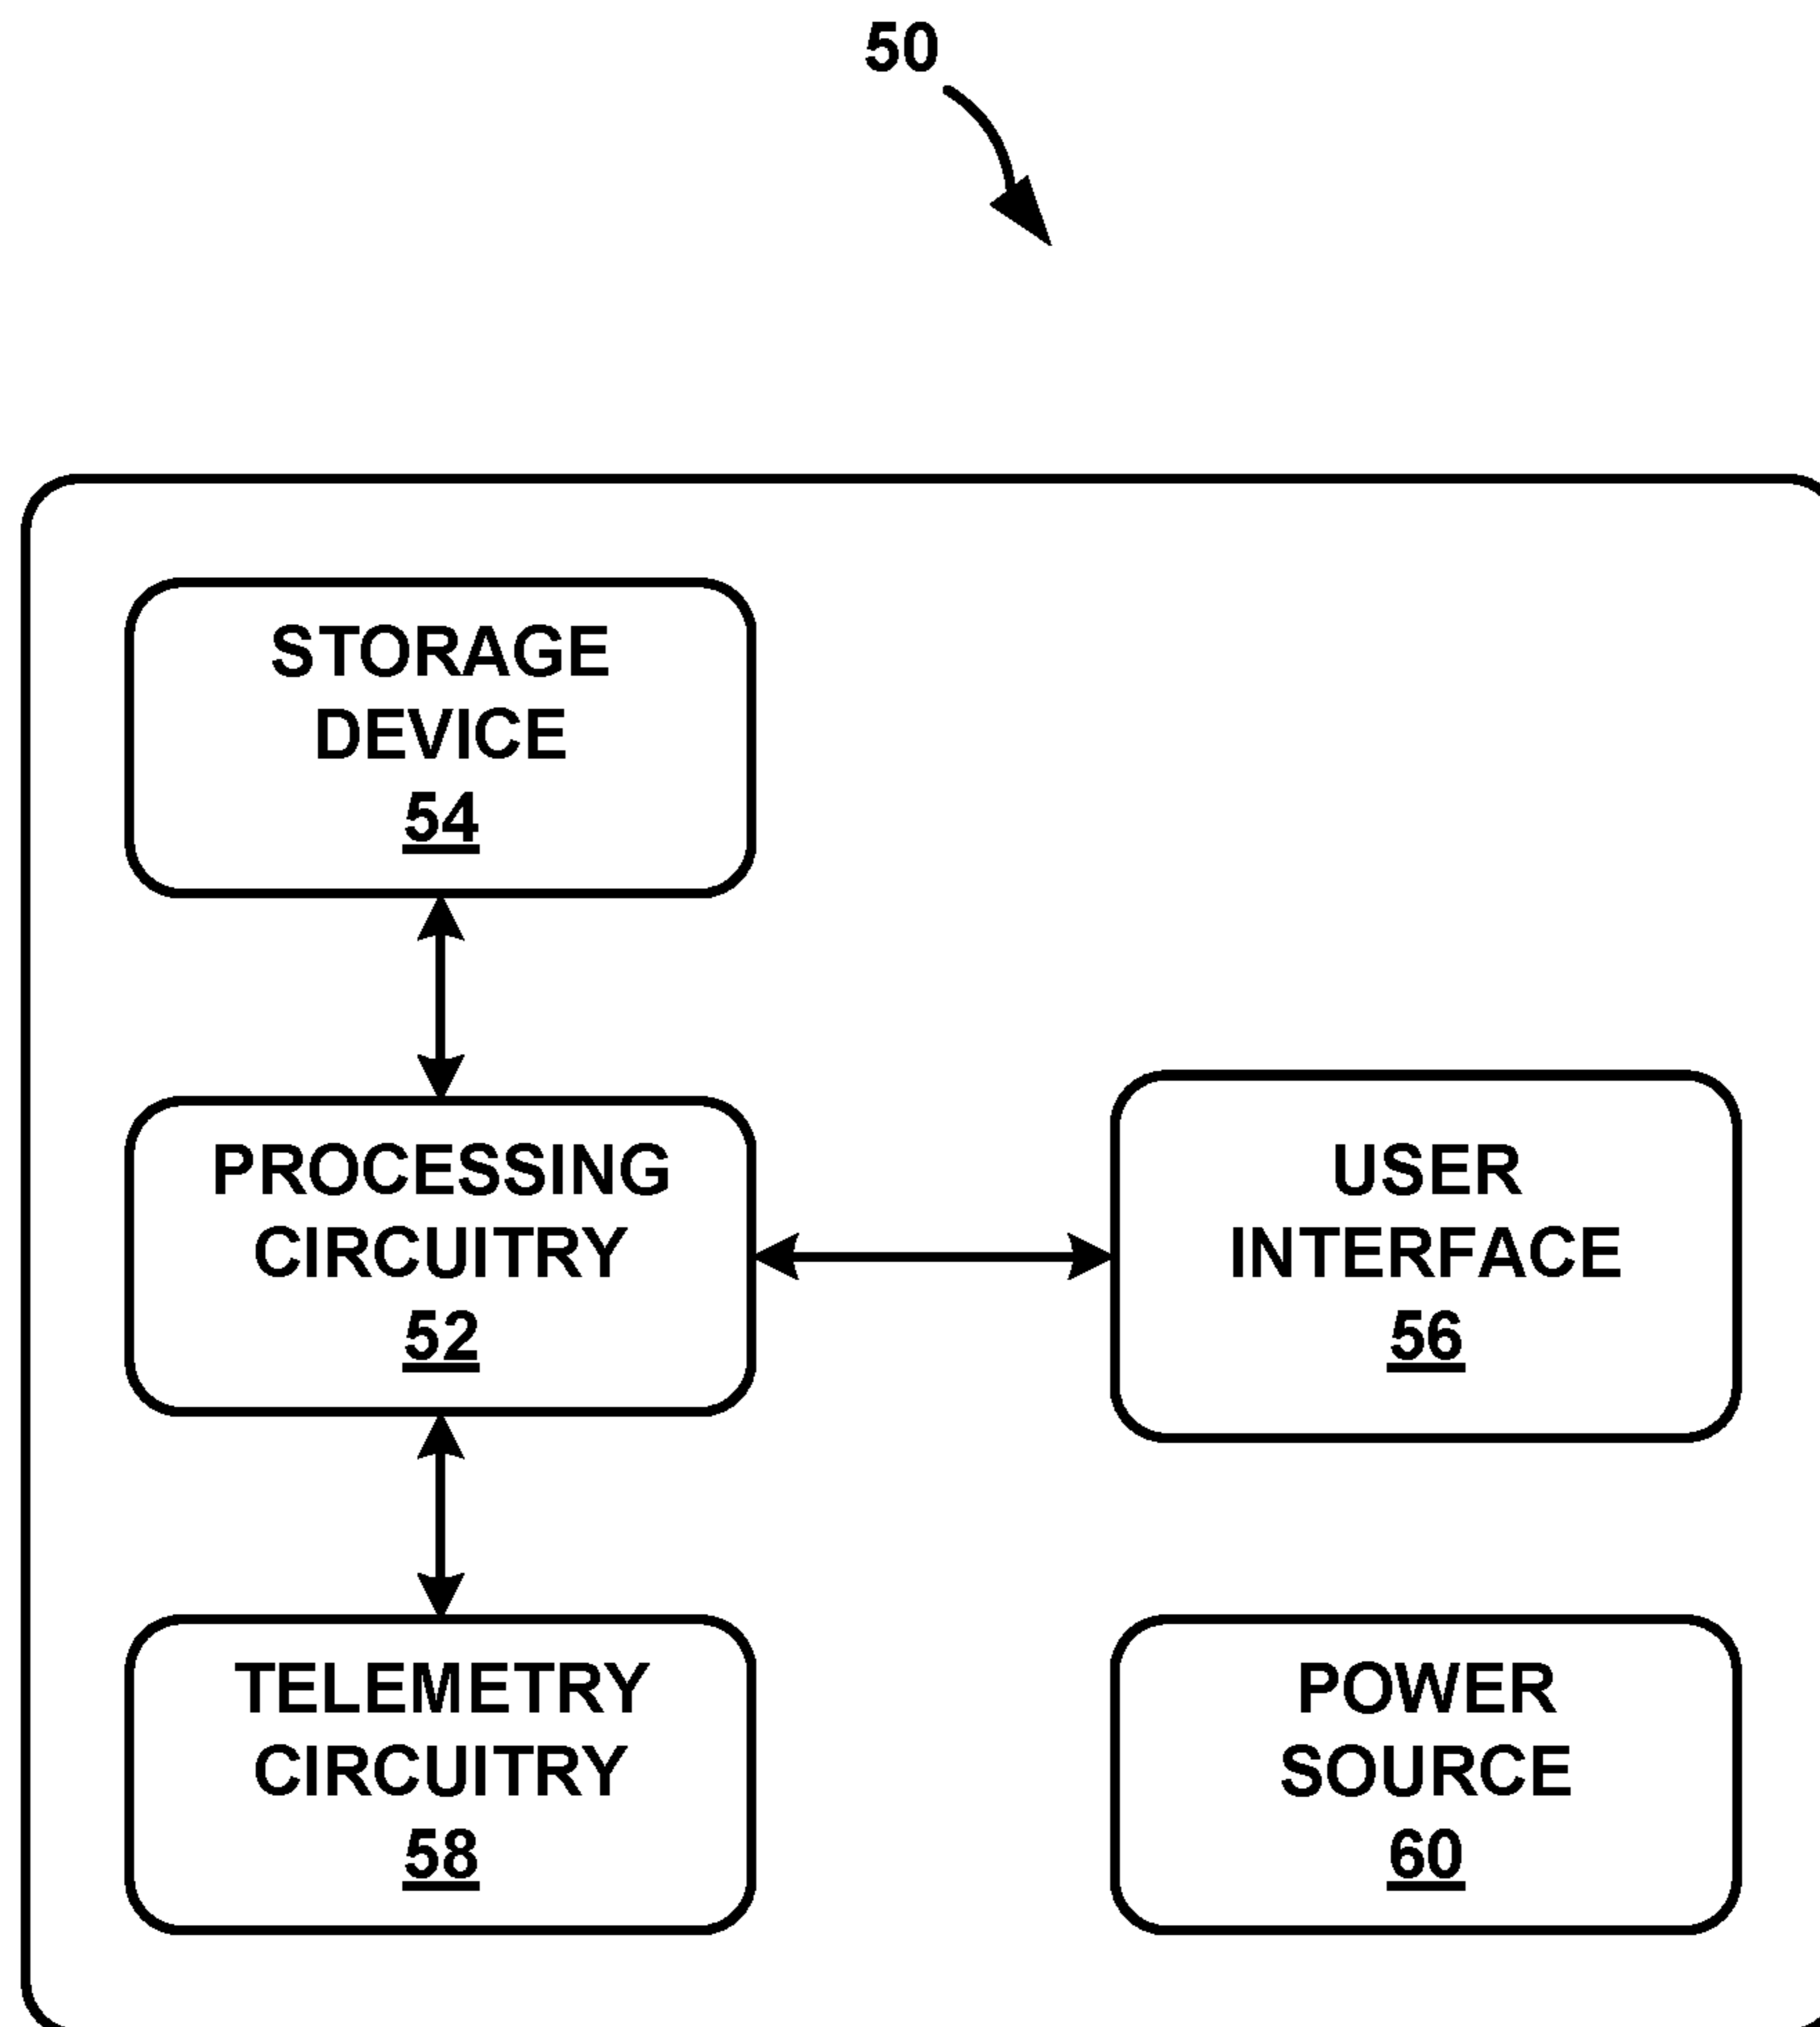 50
STORAGE
DEVICE
54
PROCESSING
CIRCUITRY
52
USER
INTERFACE
56
TELEMETRY
CIRCUITRY
58
POWER
SOURCE
60